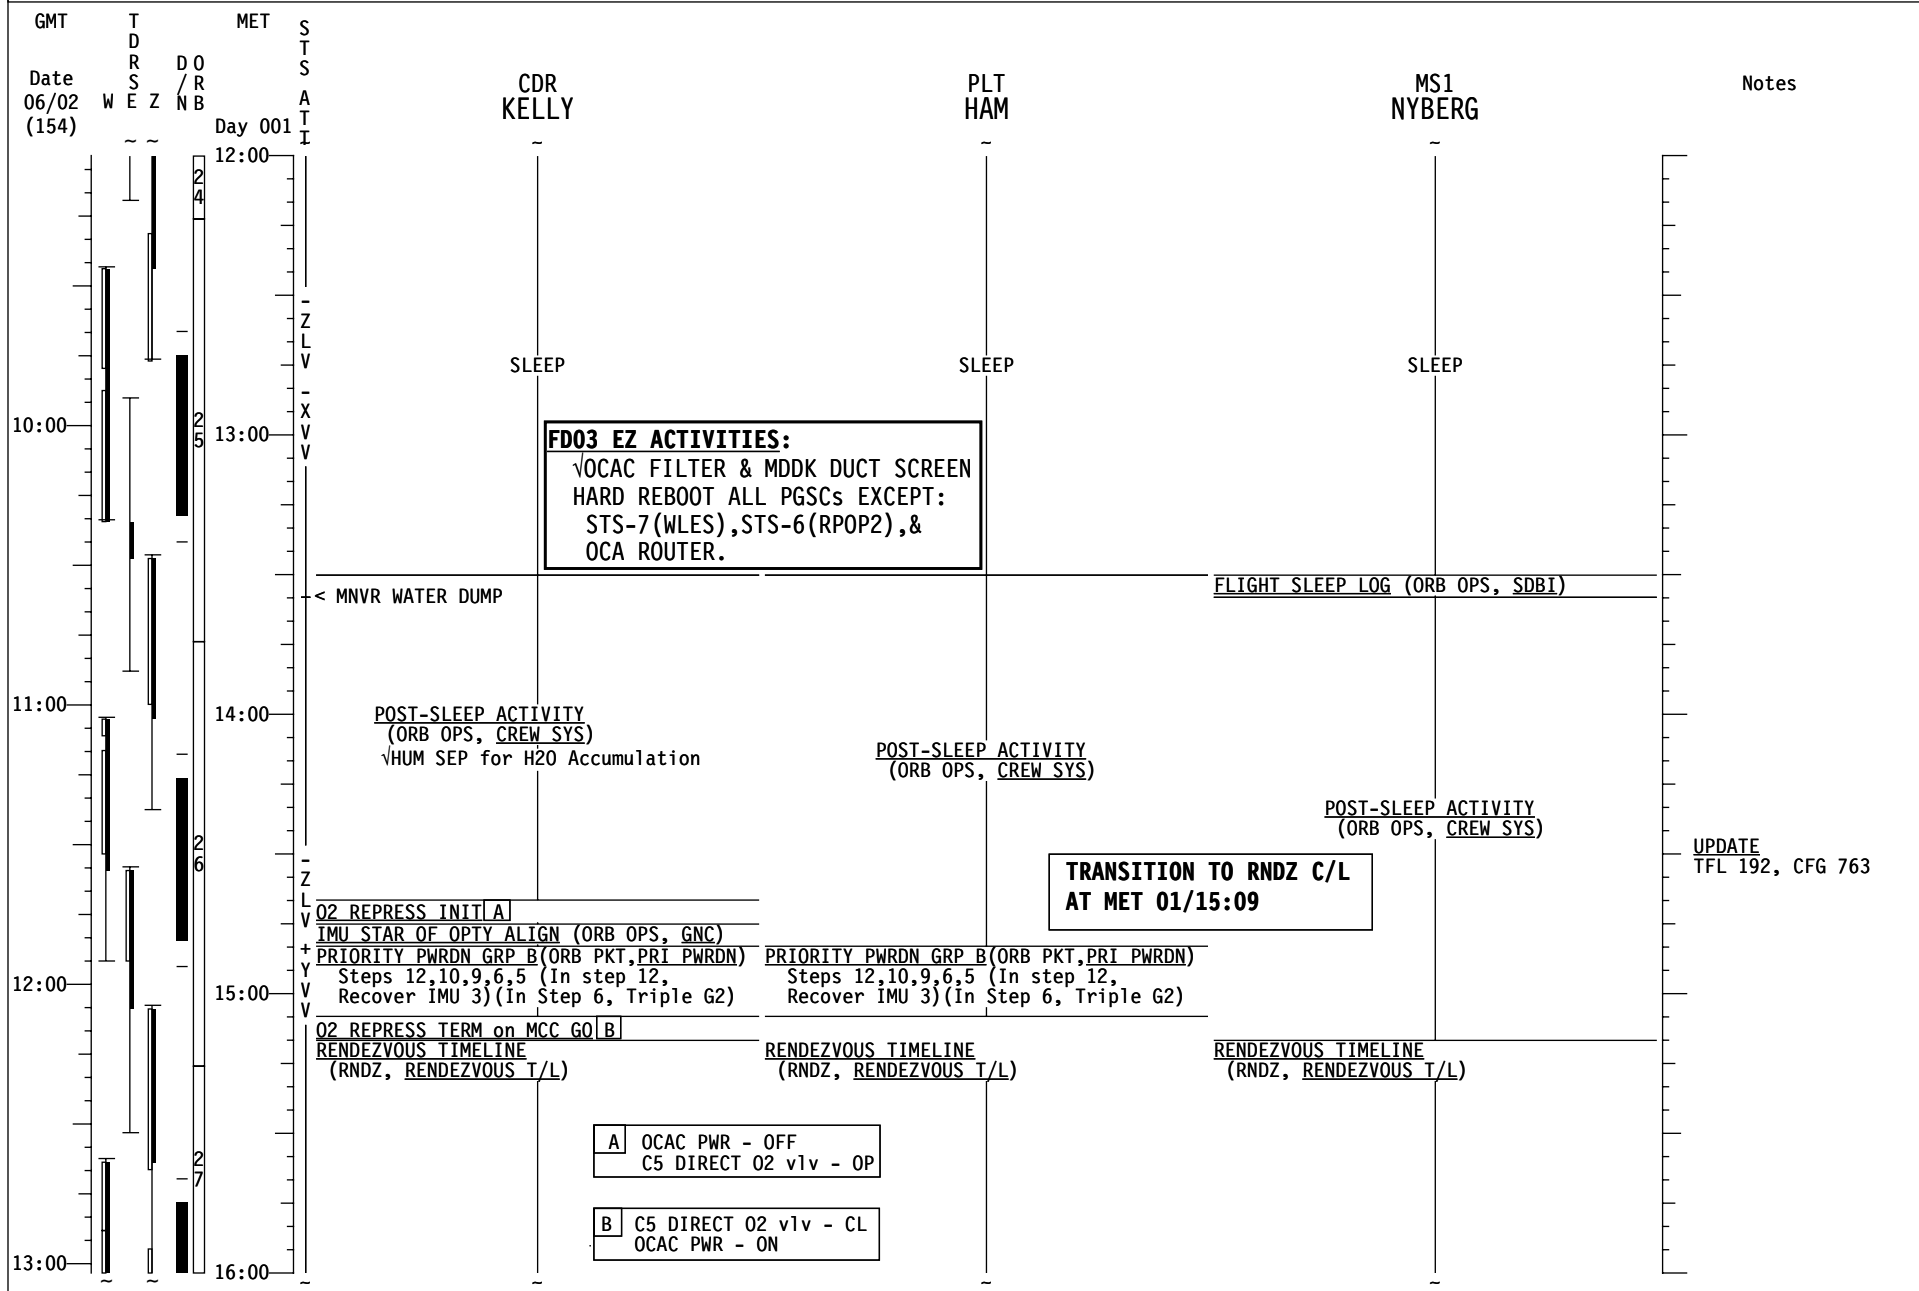 GMT
TDRSE
MET
STS ATT
D/N
ORB
Date
06/02
(154)
W E Z
Day 001
CDR
KELLY
PLT
HAM
MS1
NYBERG
Notes
~ ~ ~ ~ ~
12:00
24
-ZLV
SLEEP
SLEEP
SLEEP
-XVV
10:00
25
13:00
FD03 EZ ACTIVITIES:
√OCAC FILTER & MDDK DUCT SCREEN
HARD REBOOT ALL PGSCs EXCEPT:
STS-7(WLES),STS-6(RPOP2),&
OCA ROUTER.
FLIGHT SLEEP LOG (ORB OPS, SDBI)
< MNVR WATER DUMP
11:00
14:00
POST-SLEEP ACTIVITY
(ORB OPS, CREW SYS)
√HUM SEP for H2O Accumulation
POST-SLEEP ACTIVITY
(ORB OPS, CREW SYS)
POST-SLEEP ACTIVITY
(ORB OPS, CREW SYS)
26
UPDATE
TFL 192, CFG 763
TRANSITION TO RNDZ C/L
AT MET 01/15:09
-ZLV
O2 REPRESS INIT A
IMU STAR OF OPTY ALIGN (ORB OPS, GNC)
+YVV
PRIORITY PWRDN GRP B(ORB PKT,PRI PWRDN)
Steps 12,10,9,6,5 (In step 12,
Recover IMU 3)(In Step 6, Triple G2)
PRIORITY PWRDN GRP B(ORB PKT,PRI PWRDN)
Steps 12,10,9,6,5 (In step 12,
Recover IMU 3)(In Step 6, Triple G2)
12:00
15:00
O2 REPRESS TERM on MCC GO B
RENDEZVOUS TIMELINE
(RNDZ, RENDEZVOUS T/L)
RENDEZVOUS TIMELINE
(RNDZ, RENDEZVOUS T/L)
RENDEZVOUS TIMELINE
(RNDZ, RENDEZVOUS T/L)
27
A OCAC PWR - OFF
C5 DIRECT O2 vlv - OP
B C5 DIRECT O2 vlv - CL
OCAC PWR - ON
13:00
16:00
~ ~ ~ ~ ~ ~